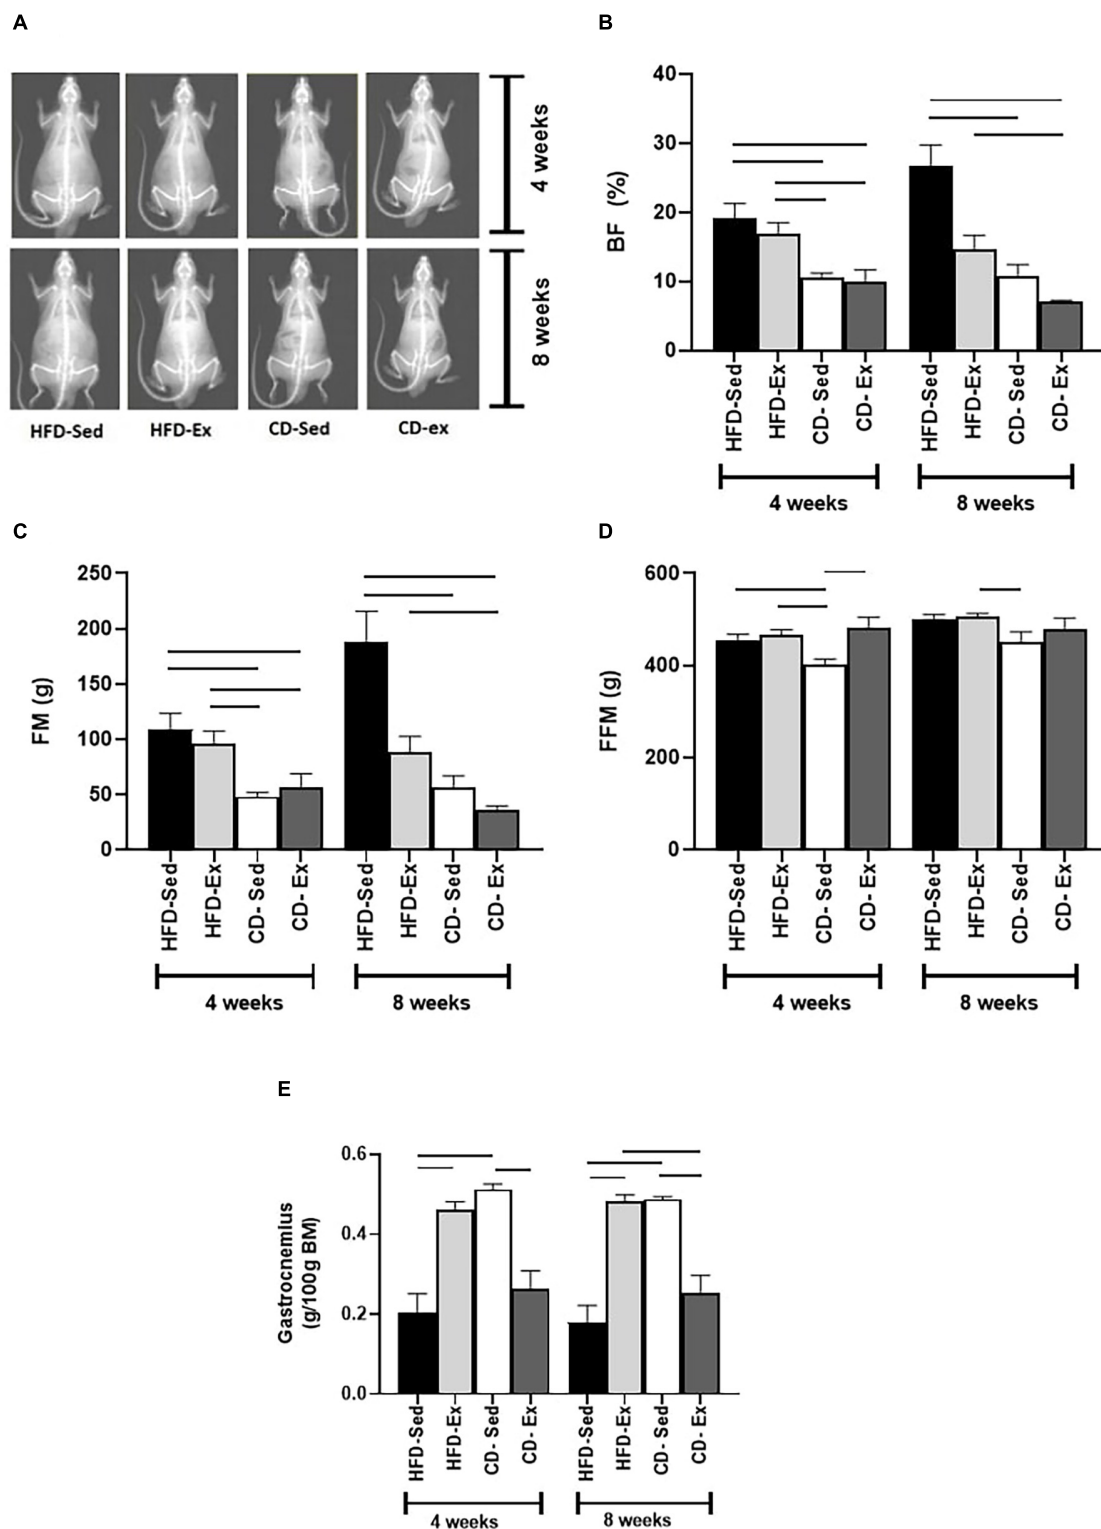 A
4 weeks
8 weeks
HFD-Sed HFD-Ex CD-Sed CD-ex
B
BF (%)
40
30
20
10
0
HFD-Sed
HFD-Ex
CD- Sed
CD- Ex
HFD-Sed
HFD-Ex
CD- Sed
CD- Ex
4 weeks 8 weeks
C
FM (g)
250
200
150
100
50
0
HFD-Sed
HFD-Ex
CD- Sed
CD- Ex
HFD-Sed
HFD-Ex
CD- Sed
CD- Ex
4 weeks 8 weeks
D
FFM (g)
600
400
200
0
HFD-Sed
HFD-Ex
CD- Sed
CD- Ex
HFD-Sed
HFD-Ex
CD- Sed
CD- Ex
4 weeks 8 weeks
E
Gastrocnemius
(g/100g BM)
0.6
0.4
0.2
0.0
HFD-Sed
HFD-Ex
CD- Sed
CD- Ex
HFD-Sed
HFD-Ex
CD- Sed
CD- Ex
4 weeks 8 weeks